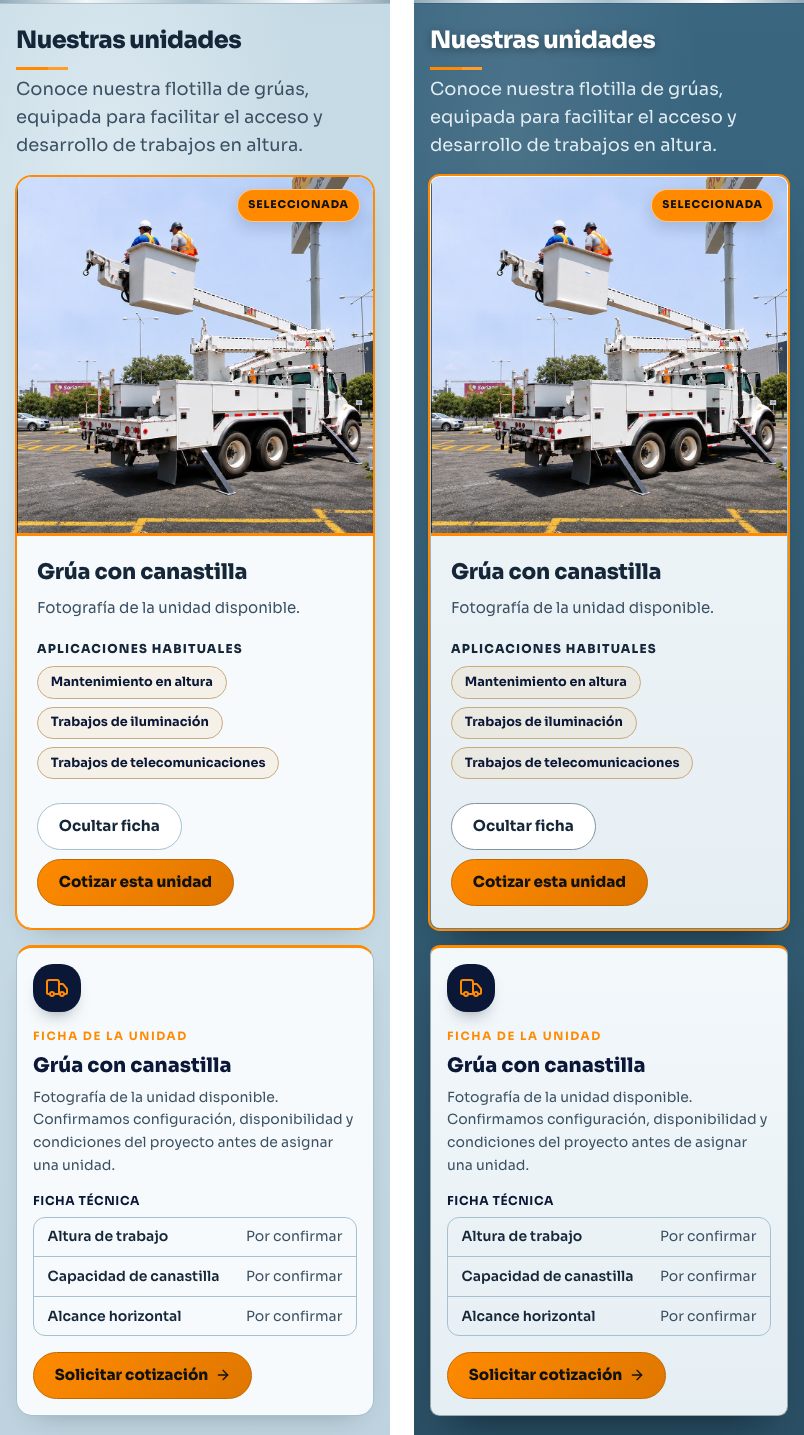 Nuestras unidades
Conoce nuestra flotilla de grúas,
equipada para facilitar el acceso y
desarrollo de trabajos en altura.
SELECCIONADA
Soriana
Grúa con canastilla
Fotografía de la unidad disponible.
APLICACIONES HABITUALES
Mantenimiento en altura
Trabajos de iluminación
Trabajos de telecomunicaciones
Ocultar ficha
Cotizar esta unidad
FICHA DE LA UNIDAD
Grúa con canastilla
Fotografía de la unidad disponible.
Confirmamos configuración, disponibilidad y
condiciones del proyecto antes de asignar
una unidad.
FICHA TÉCNICA
Altura de trabajo Por confirmar
Capacidad de canastilla Por confirmar
Alcance horizontal Por confirmar
Solicitar cotización →
Nuestras unidades
Conoce nuestra flotilla de grúas,
equipada para facilitar el acceso y
desarrollo de trabajos en altura.
SELECCIONADA
Soriana
Grúa con canastilla
Fotografía de la unidad disponible.
APLICACIONES HABITUALES
Mantenimiento en altura
Trabajos de iluminación
Trabajos de telecomunicaciones
Ocultar ficha
Cotizar esta unidad
FICHA DE LA UNIDAD
Grúa con canastilla
Fotografía de la unidad disponible.
Confirmamos configuración, disponibilidad y
condiciones del proyecto antes de asignar
una unidad.
FICHA TÉCNICA
Altura de trabajo Por confirmar
Capacidad de canastilla Por confirmar
Alcance horizontal Por confirmar
Solicitar cotización →